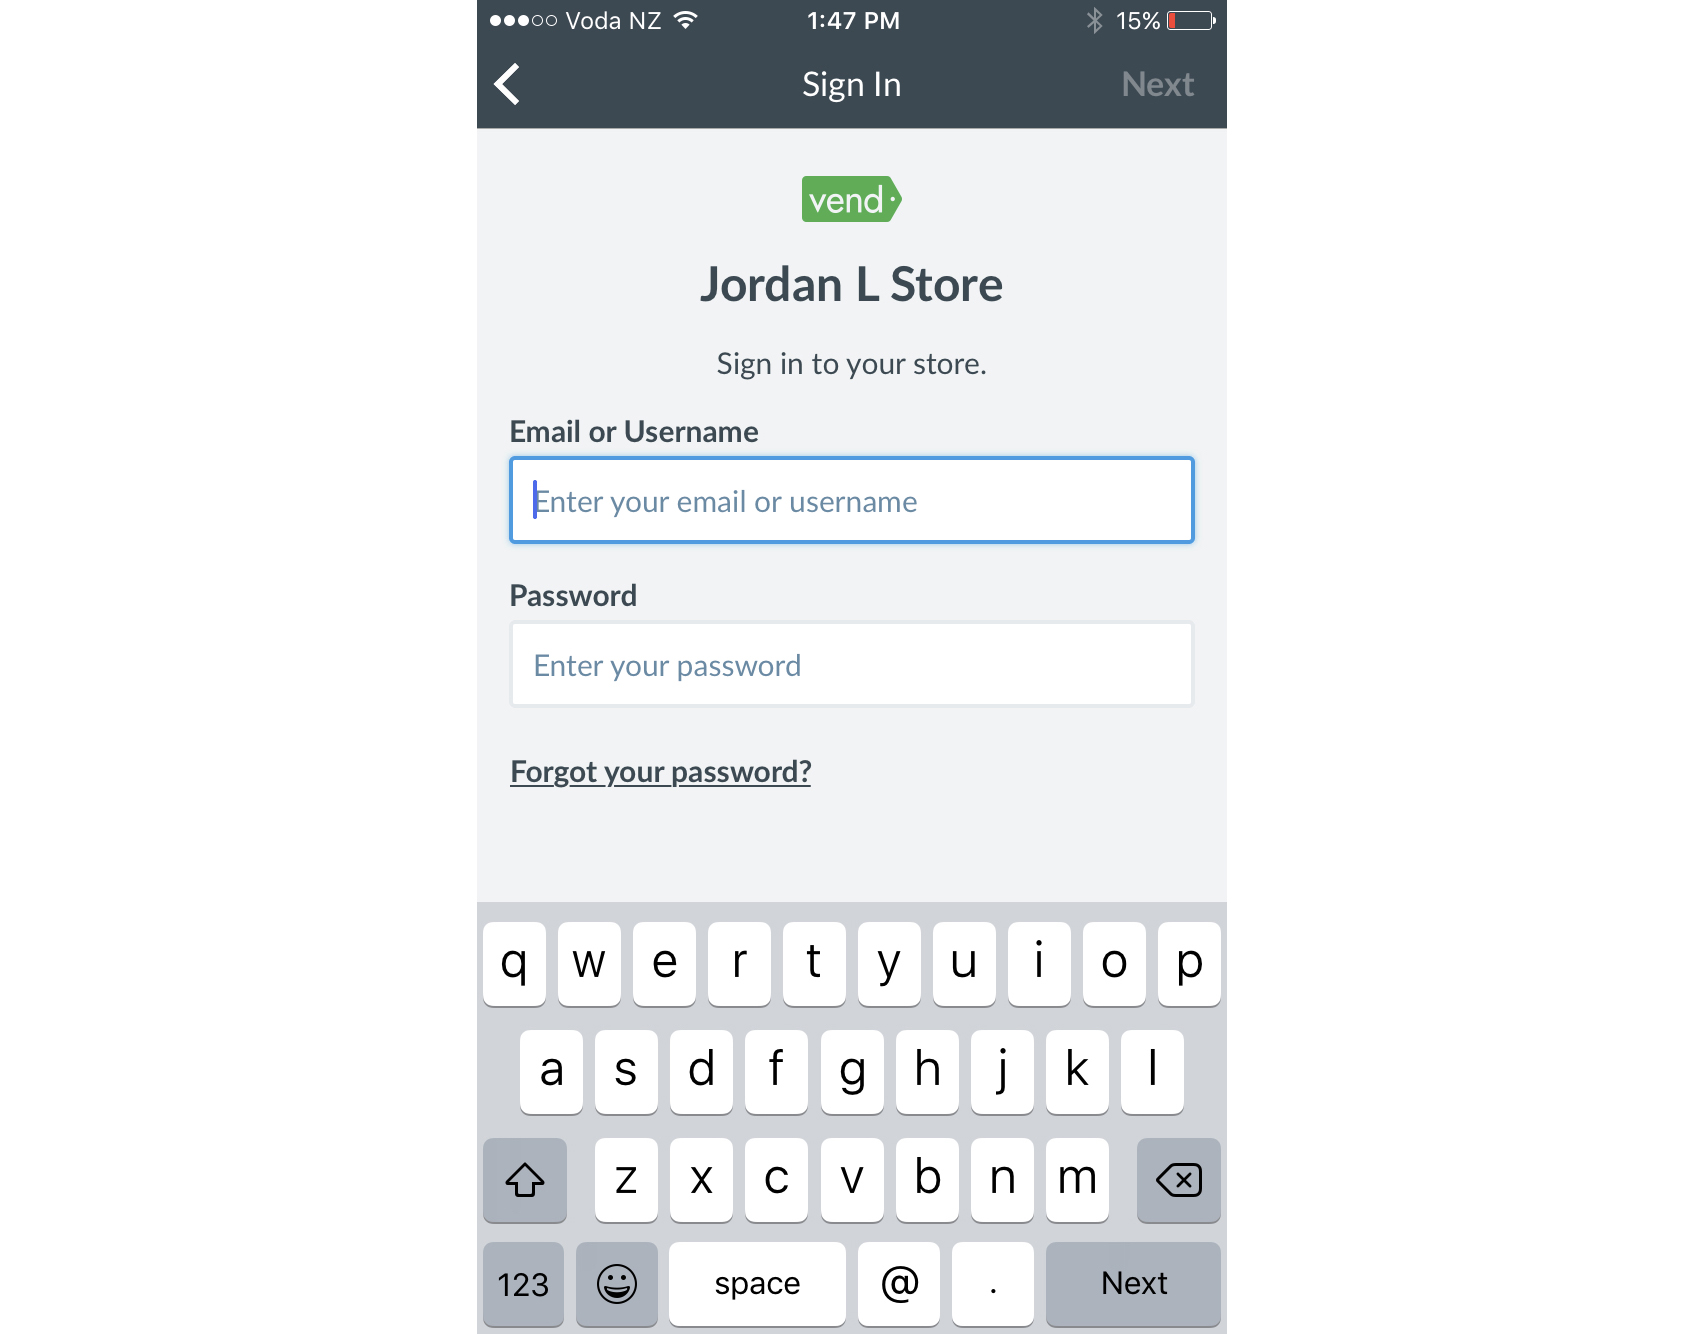 Voda NZ 1:47 PM 15%
Sign In Next
vend
Jordan L Store
Sign in to your store.
Email or Username
Enter your email or username
Password
Enter your password
Forgot your password?
q w e r t y u i o p
a s d f g h j k l
z x c v b n m
123 space @ . Next